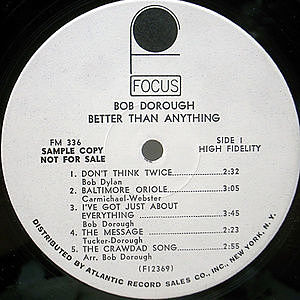 FOCUS
BOB DOROUGH
BETTER THAN ANYTHING
FM 336
SAMPLE COPY
NOT FOR SALE
SIDE 1
HIGH FIDELITY
1. DON'T THINK TWICE 2:32
Bob Dylan
2. BALTIMORE ORIOLE 3:05
Carmichael-Webster
3. I'VE GOT JUST ABOUT
EVERYTHING 3:45
Bob Dorough
4. THE MESSAGE 2:23
Tucker-Dorough
5. THE CRAWDAD SONG 2:55
Arr. Bob Dorough
(F12369)
DISTRIBUTED BY ATLANTIC RECORD SALES CO., INC., NEW YORK, N.Y.